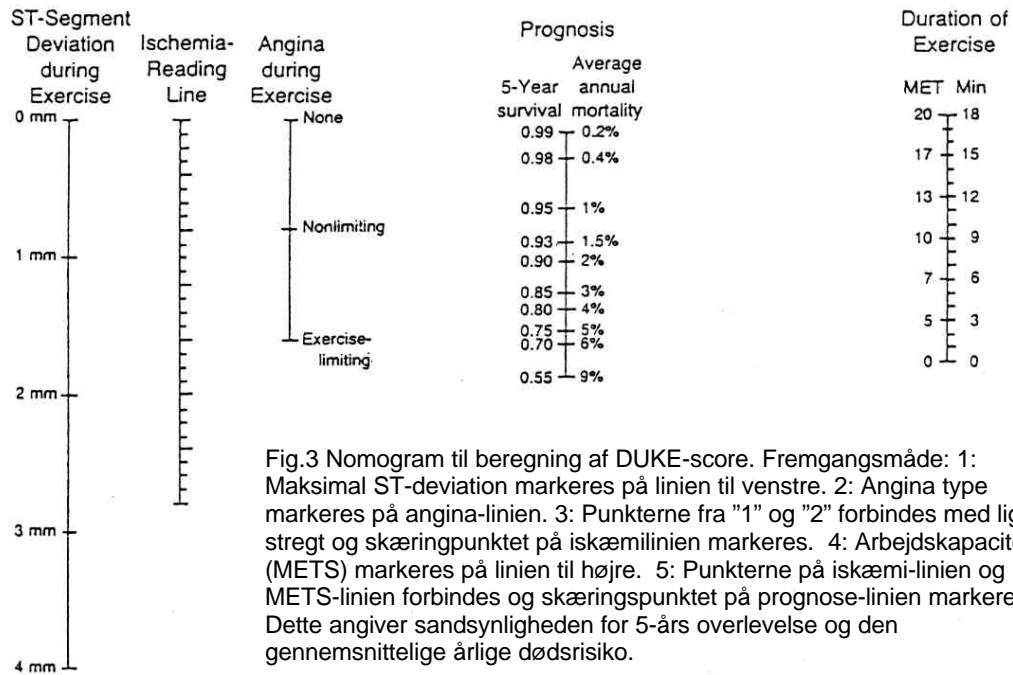 ST-Segment
Deviation
during
Exercise
Ischemia-
Reading
Line
Angina
during
Exercise
Prognosis
5-Year
survival
Average
annual
mortality
Duration of
Exercise
MET Min
0 mm
1 mm
2 mm
3 mm
4 mm
None
Nonlimiting
Exercise-
limiting
0.99 0.2%
0.98 0.4%
0.95 1%
0.93 1.5%
0.90 2%
0.85 3%
0.80 4%
0.75 5%
0.70 6%
0.55 9%
20 18
17 15
13 12
10 9
7 6
5 3
0 0
Fig.3 Nomogram til beregning af DUKE-score. Fremgangsmåde: 1:
Maksimal ST-deviation markeres på linien til venstre. 2: Angina type
markeres på angina-linien. 3: Punkterne fra ”1” og ”2” forbindes med lig
stregt og skæringpunktet på iskæmilinien markeres. 4: Arbejdskapacit
(METS) markeres på linien til højre. 5: Punkterne på iskæmi-linien og
METS-linien forbindes og skæringspunktet på prognose-linien markere
Dette angiver sandsynligheden for 5-års overlevelse og den
gennemsnittelige årlige dødsrisiko.